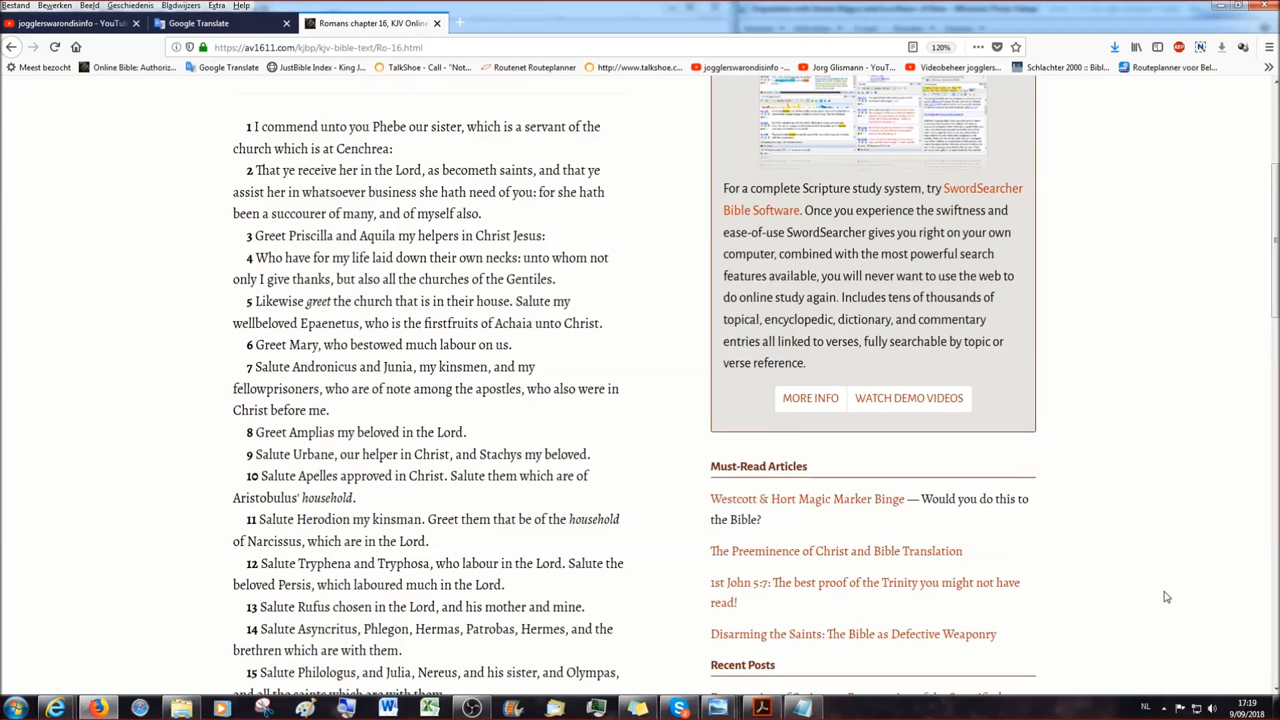 Bestand Bewerken Beeld Geschiedenis Bladwijzers Extra Help
jogglerswarondisinfo - YouTu
Google Translate
Romans chapter 16, KJV Online
https://av1611.com/kjbp/kjv-bible-text/Ro-16.html
120%
Meest bezocht
Online Bible: Authoriz...
Google Translate
JustBible Index - King J...
TalkShoe - Call - "Not...
Routenet Routeplanner
http://www.talkshoe.c...
jogglerswarondisinfo -...
Jorg Glismann - YouT...
Videobeheer jogglers...
Schlachter 2000 :: Bibl...
Routeplanner voor Bel...
mmend unto you Phebe our sister, which is a servant of the
church which is at Cenchrea:
2 That ye receive her in the Lord, as becometh saints, and that ye
assist her in whatsoever business she hath need of you: for she hath
been a succourer of many, and of myself also.
3 Greet Priscilla and Aquila my helpers in Christ Jesus:
4 Who have for my life laid down their own necks: unto whom not
only I give thanks, but also all the churches of the Gentiles.
5 Likewise greet the church that is in their house. Salute my
wellbeloved Epaenetus, who is the firstfruits of Achaia unto Christ.
6 Greet Mary, who bestowed much labour on us.
7 Salute Andronicus and Junia, my kinsmen, and my
fellowprisoners, who are of note among the apostles, who also were in
Christ before me.
8 Greet Amplias my beloved in the Lord.
9 Salute Urbane, our helper in Christ, and Stachys my beloved.
10 Salute Apelles approved in Christ. Salute them which are of
Aristobulus' household.
11 Salute Herodion my kinsman. Greet them that be of the household
of Narcissus, which are in the Lord.
12 Salute Tryphena and Tryphosa, who labour in the Lord. Salute the
beloved Persis, which laboured much in the Lord.
13 Salute Rufus chosen in the Lord, and his mother and mine.
14 Salute Asyncritus, Phlegon, Hermas, Patrobas, Hermes, and the
brethren which are with them.
15 Salute Philologus, and Julia, Nereus, and his sister, and Olympas,
and all the saints which are with them.
For a complete Scripture study system, try SwordSearcher
Bible Software. Once you experience the swiftness and
ease-of-use SwordSearcher gives you right on your own
computer, combined with the most powerful search
features available, you will never want to use the web to
do online study again. Includes tens of thousands of
topical, encyclopedic, dictionary, and commentary
entries all linked to verses, fully searchable by topic or
verse reference.
MORE INFO
WATCH DEMO VIDEOS
Must-Read Articles
Westcott & Hort Magic Marker Binge — Would you do this to
the Bible?
The Preeminence of Christ and Bible Translation
1st John 5:7: The best proof of the Trinity you might not have
read!
Disarming the Saints: The Bible as Defective Weaponry
Recent Posts
NL
17:19
9/09/2018